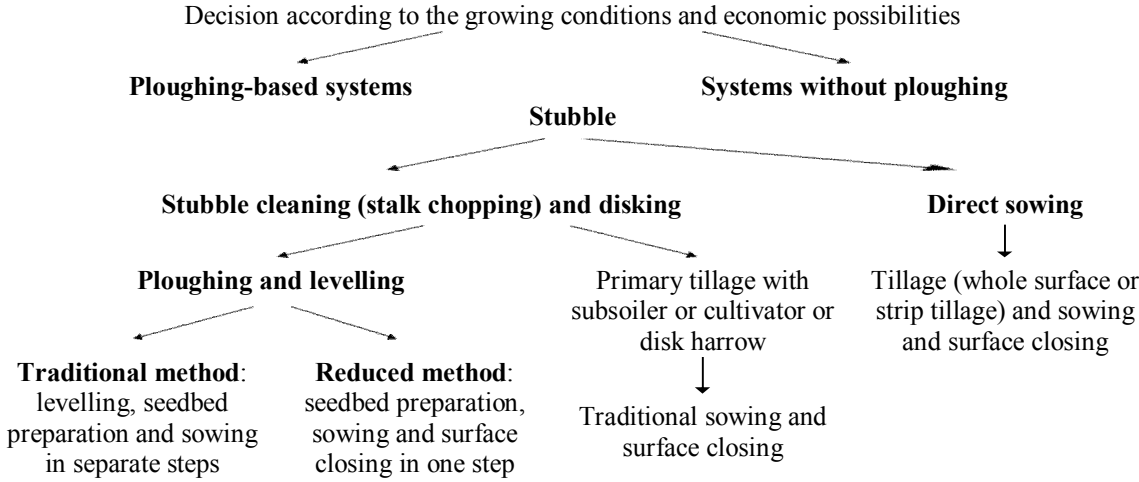 Decision according to the growing conditions and economic possibilities
Ploughing-based systems
Systems without ploughing
Stubble
Stubble cleaning (stalk chopping) and disking
Direct sowing
Ploughing and levelling
Primary tillage with
subsoiler or cultivator or
disk harrow
Tillage (whole surface or
strip tillage) and sowing
and surface closing
Traditional method:
levelling, seedbed
preparation and sowing
in separate steps
Reduced method:
seedbed preparation,
sowing and surface
closing in one step
Traditional sowing and
surface closing